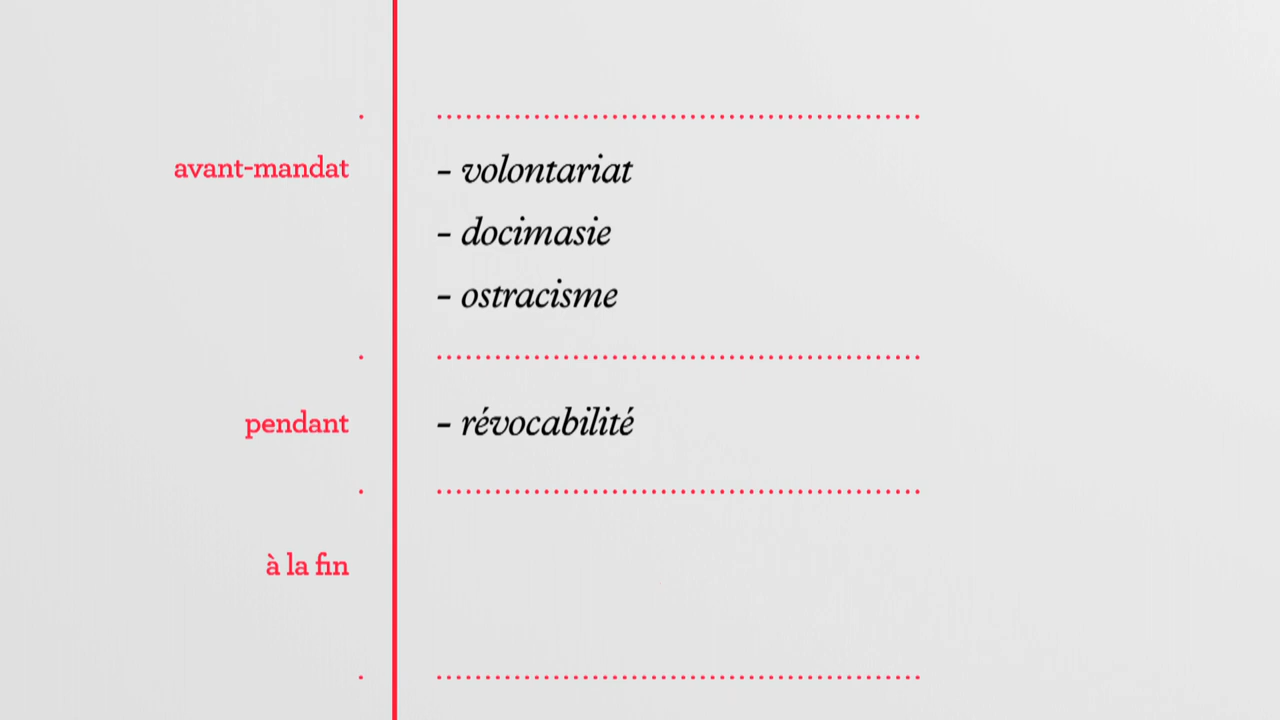 avant-mandat
- volontariat
- docimasie
- ostracisme
pendant
- révocabilité
à la fin